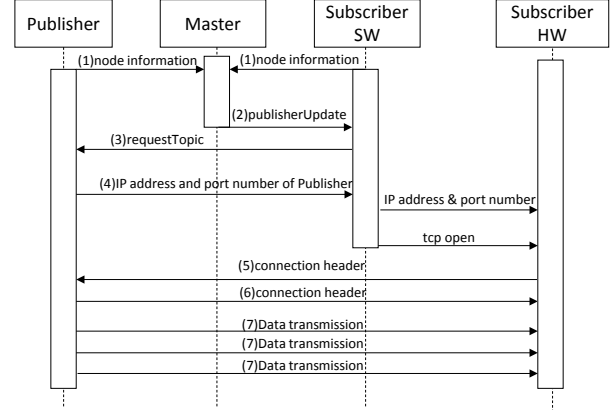 Publisher
Master
Subscriber
SW
Subscriber
HW
(1)node information
(1)node information
(2)publisherUpdate
(3)requestTopic
(4)IP address and port number of Publisher
IP address & port number
tcp open
(5)connection header
(6)connection header
(7)Data transmission
(7)Data transmission
(7)Data transmission